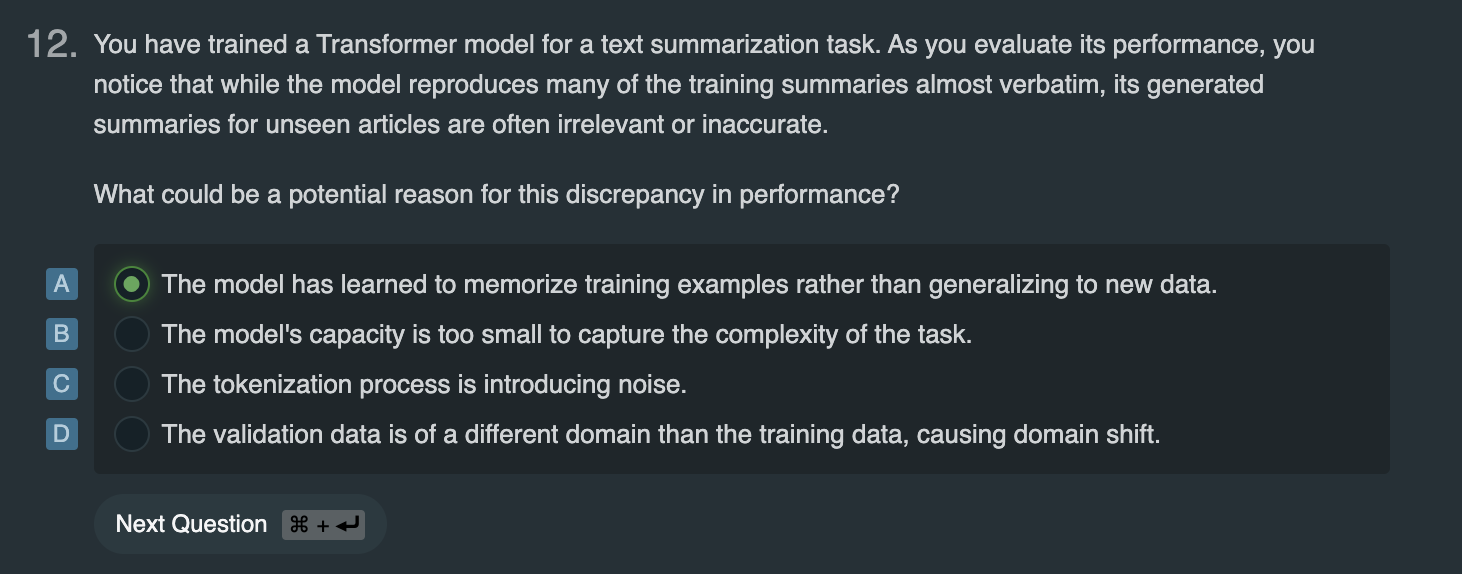 12. You have trained a Transformer model for a text summarization task. As you evaluate its performance, you
notice that while the model reproduces many of the training summaries almost verbatim, its generated
summaries for unseen articles are often irrelevant or inaccurate.
What could be a potential reason for this discrepancy in performance?
A The model has learned to memorize training examples rather than generalizing to new data.
B The model's capacity is too small to capture the complexity of the task.
C The tokenization process is introducing noise.
D The validation data is of a different domain than the training data, causing domain shift.
Next Question ⌘ + ↵